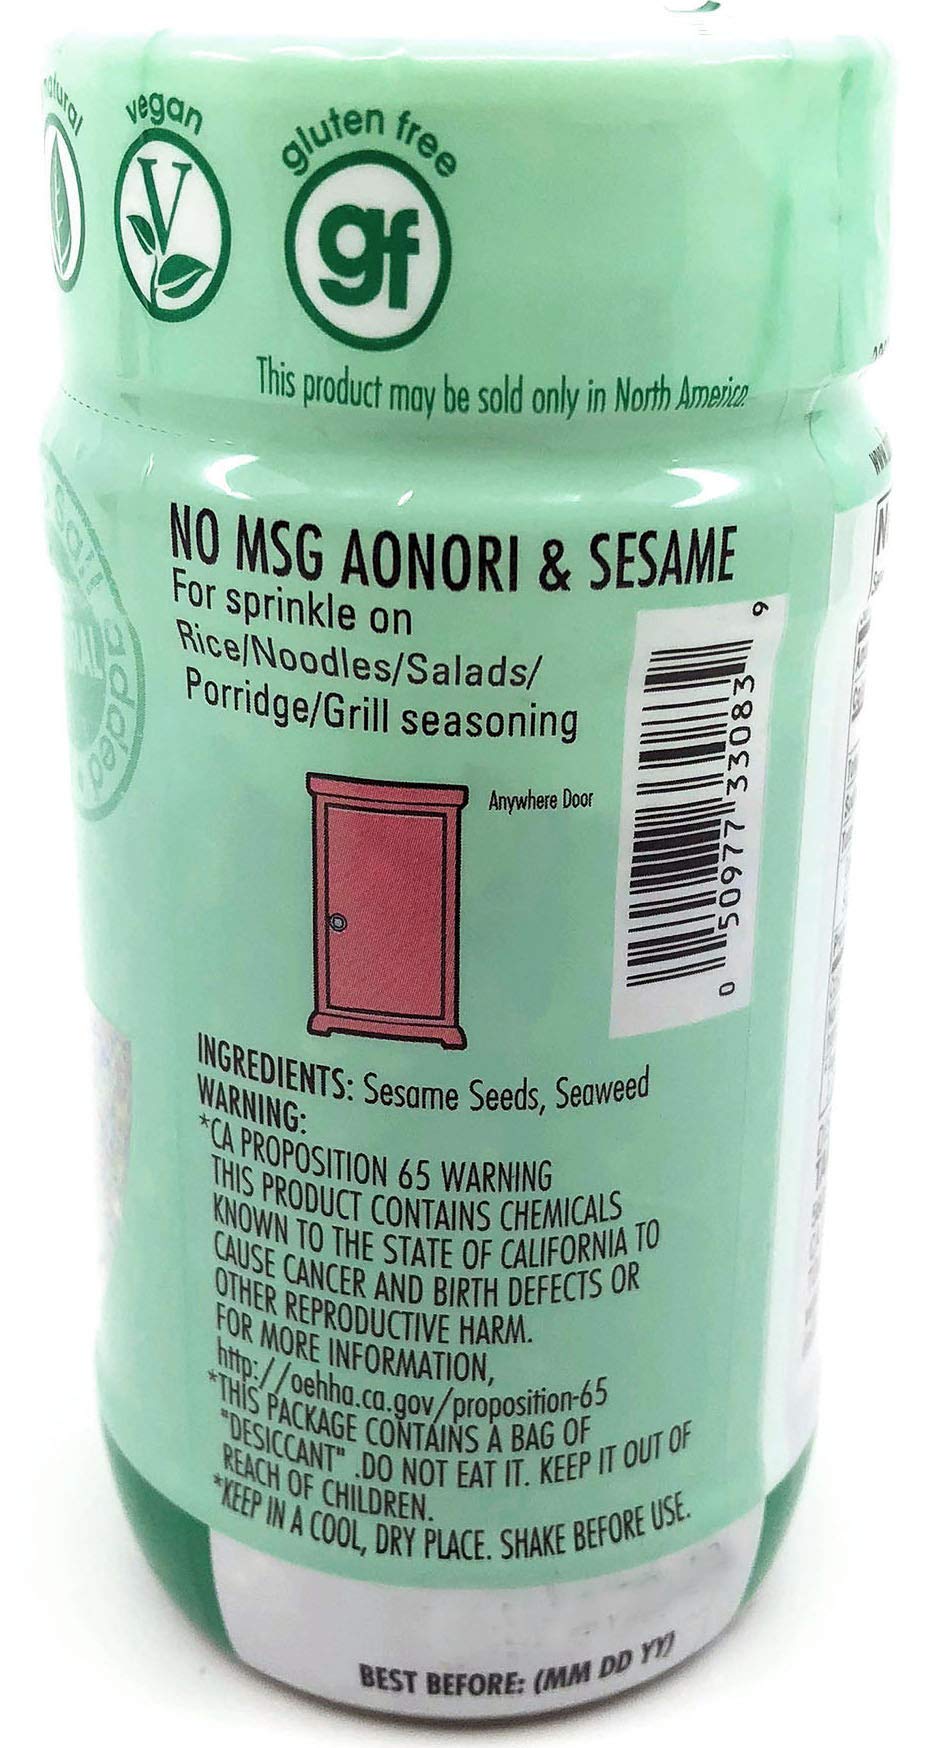 vegan
gluten free
gf
This product may be sold only in North America.
NO MSG AONORI & SESAME
For sprinkle on
Rice/Noodles/Salads/
Porridge/Grill seasoning
Anywhere Door
0 50977 33083 9
INGREDIENTS: Sesame Seeds, Seaweed
WARNING:
*CA PROPOSITION 65 WARNING
THIS PRODUCT CONTAINS CHEMICALS
KNOWN TO THE STATE OF CALIFORNIA TO
CAUSE CANCER AND BIRTH DEFECTS OR
OTHER REPRODUCTIVE HARM.
FOR MORE INFORMATION,
http://oehha.ca.gov/proposition-65
*THIS PACKAGE CONTAINS A BAG OF
"DESICCANT" .DO NOT EAT IT. KEEP IT OUT OF
REACH OF CHILDREN.
*KEEP IN A COOL, DRY PLACE. SHAKE BEFORE USE.
BEST BEFORE: (MM DD YY)
salt added